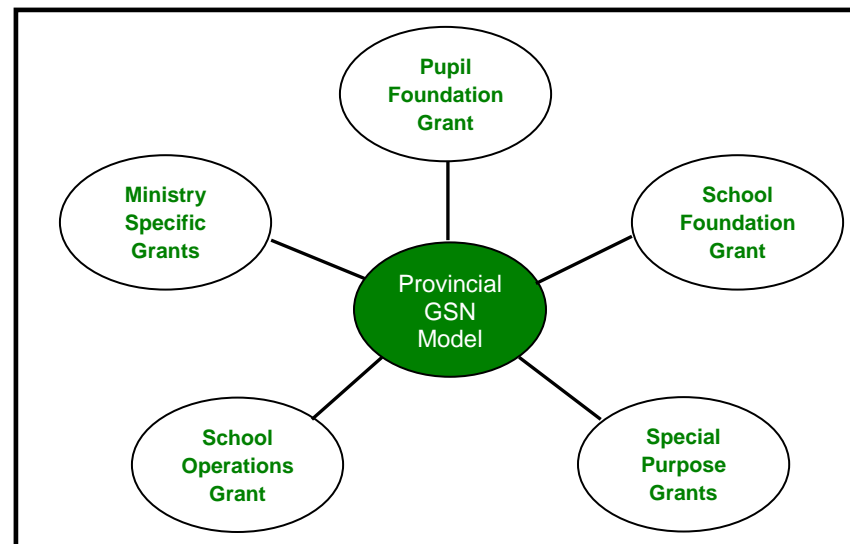 Pupil
Foundation
Grant
Ministry
Specific
Grants
School
Foundation
Grant
Provincial
GSN
Model
School
Operations
Grant
Special
Purpose
Grants